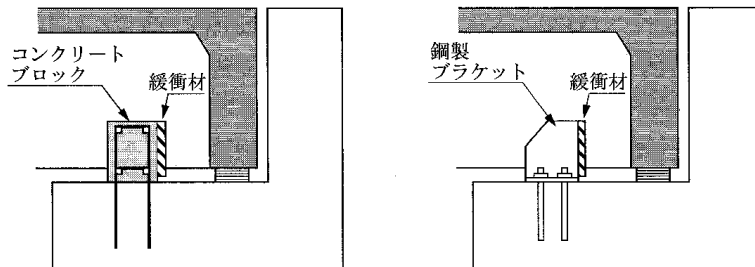 コンクリート
ブロック
緩衝材
鋼製
ブラケット
緩衝材